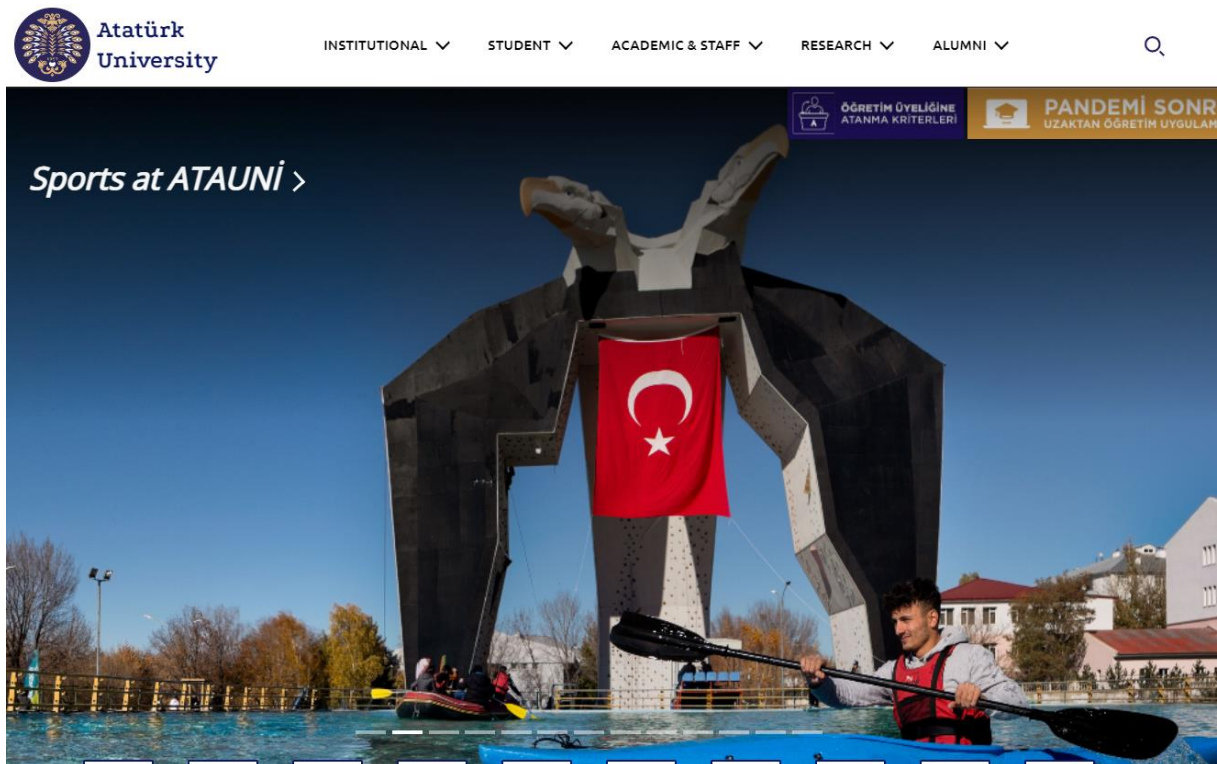 Atatürk
University
INSTITUTIONAL
STUDENT
ACADEMIC & STAFF
RESEARCH
ALUMNI
ÖĞRETİM ÜYELİĞİNE
ATANMA KRİTERLERİ
PANDEMİ SONR
UZAKTAN ÖĞRETİM UYGULAM
Sports at ATAUNİ